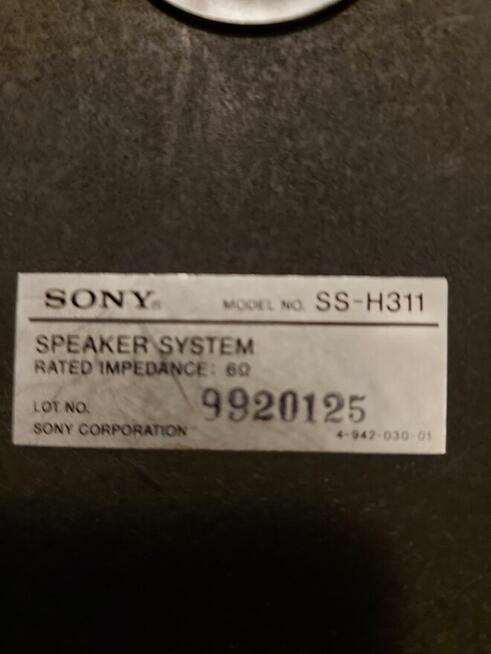 SONY® MODEL NO. SS-H311
SPEAKER SYSTEM
RATED IMPEDANCE: 6Ω
LOT NO. 9920125
SONY CORPORATION 4-942-030-01